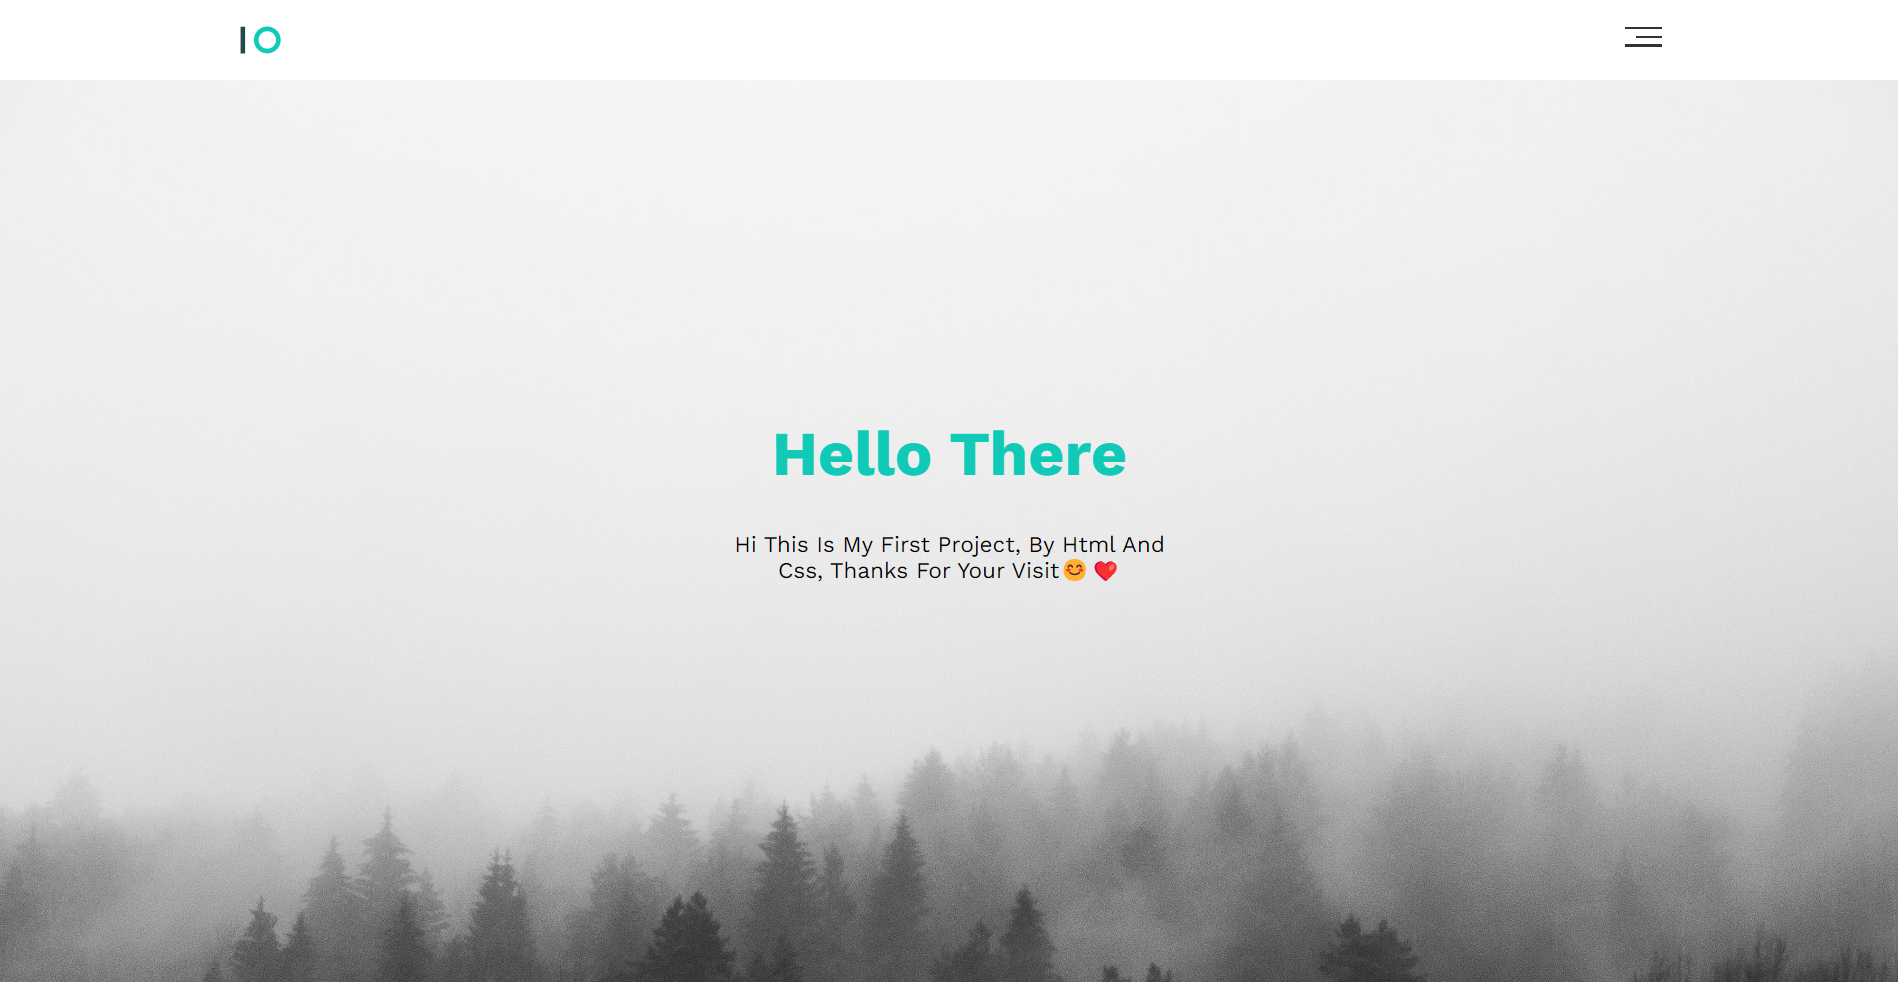 IO
Hello There
Hi This Is My First Project, By Html And
Css, Thanks For Your Visit😊 ❤️